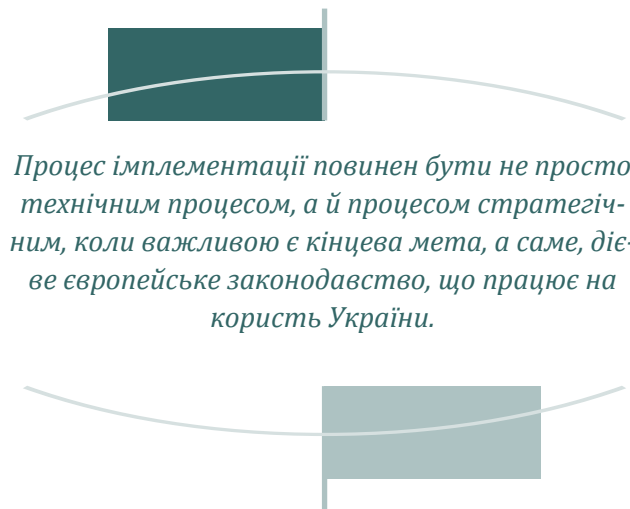 Процес імплементації повинен бути не просто
технічним процесом, а й процесом стратегіч-
ним, коли важливою є кінцева мета, а саме, діє-
ве європейське законодавство, що працює на
користь України.